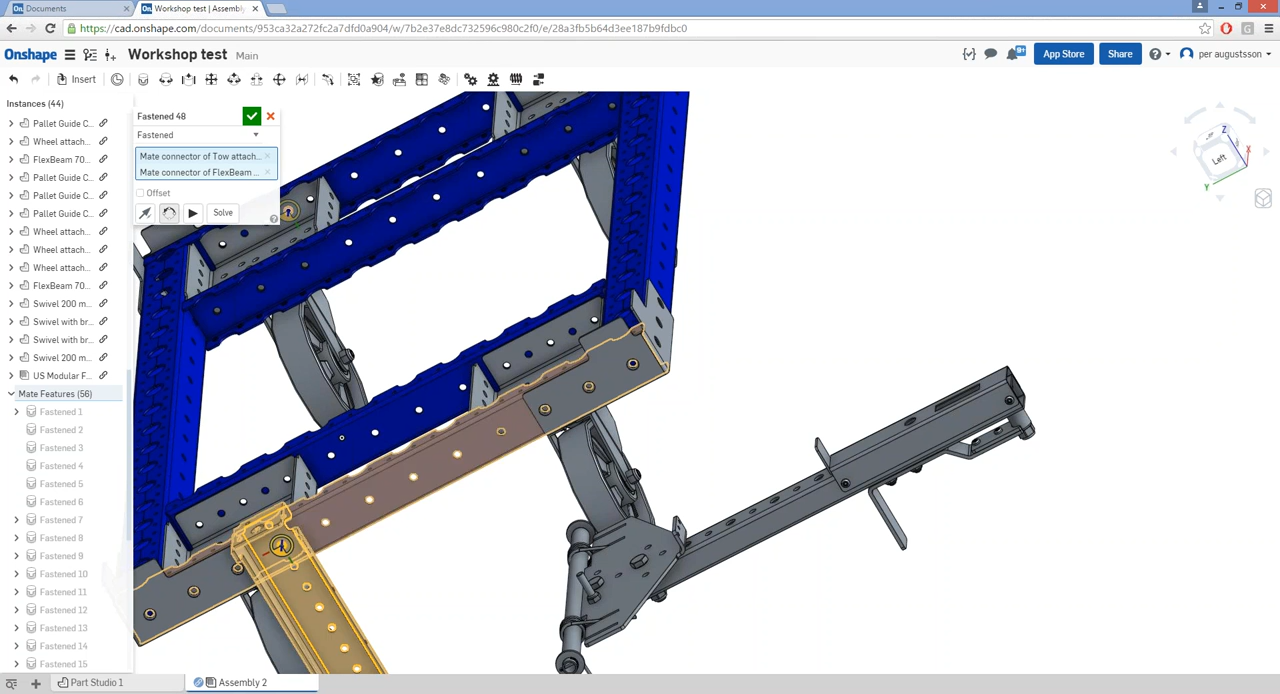 Documents
Workshop test | Assembly
https://cad.onshape.com/documents/953ca32a272fc2a7dfd0a904/w/7b2e37e8dc732596c980c2f0/e/28a3fb5b64d3ee187b9fdbc0
Onshape
Workshop test
Main
App Store
Share
per augustsson
Insert
Instances (44)
Pallet Guide C...
Wheel attach...
FlexBeam 70...
Pallet Guide C...
Pallet Guide C...
Pallet Guide C...
Wheel attach...
Wheel attach...
Wheel attach...
FlexBeam 70...
Swivel 200 m...
Swivel with br...
Swivel with br...
Swivel 200 m...
US Modular F...
Mate Features (56)
Fastened 1
Fastened 2
Fastened 3
Fastened 4
Fastened 5
Fastened 6
Fastened 7
Fastened 8
Fastened 9
Fastened 10
Fastened 11
Fastened 12
Fastened 13
Fastened 14
Fastened 15
Fastened 48
Fastened
Mate connector of Tow attach...
Mate connector of FlexBeam ...
Offset
Solve
Z
X
Y
Left
Part Studio 1
Assembly 2